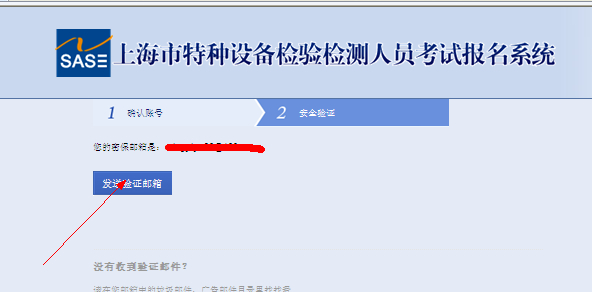 SASE 上海市特种设备检验检测人员考试报名系统
1 确认账号 2 安全验证
您的密保邮箱是：
发送验证邮箱
没有收到验证邮件？